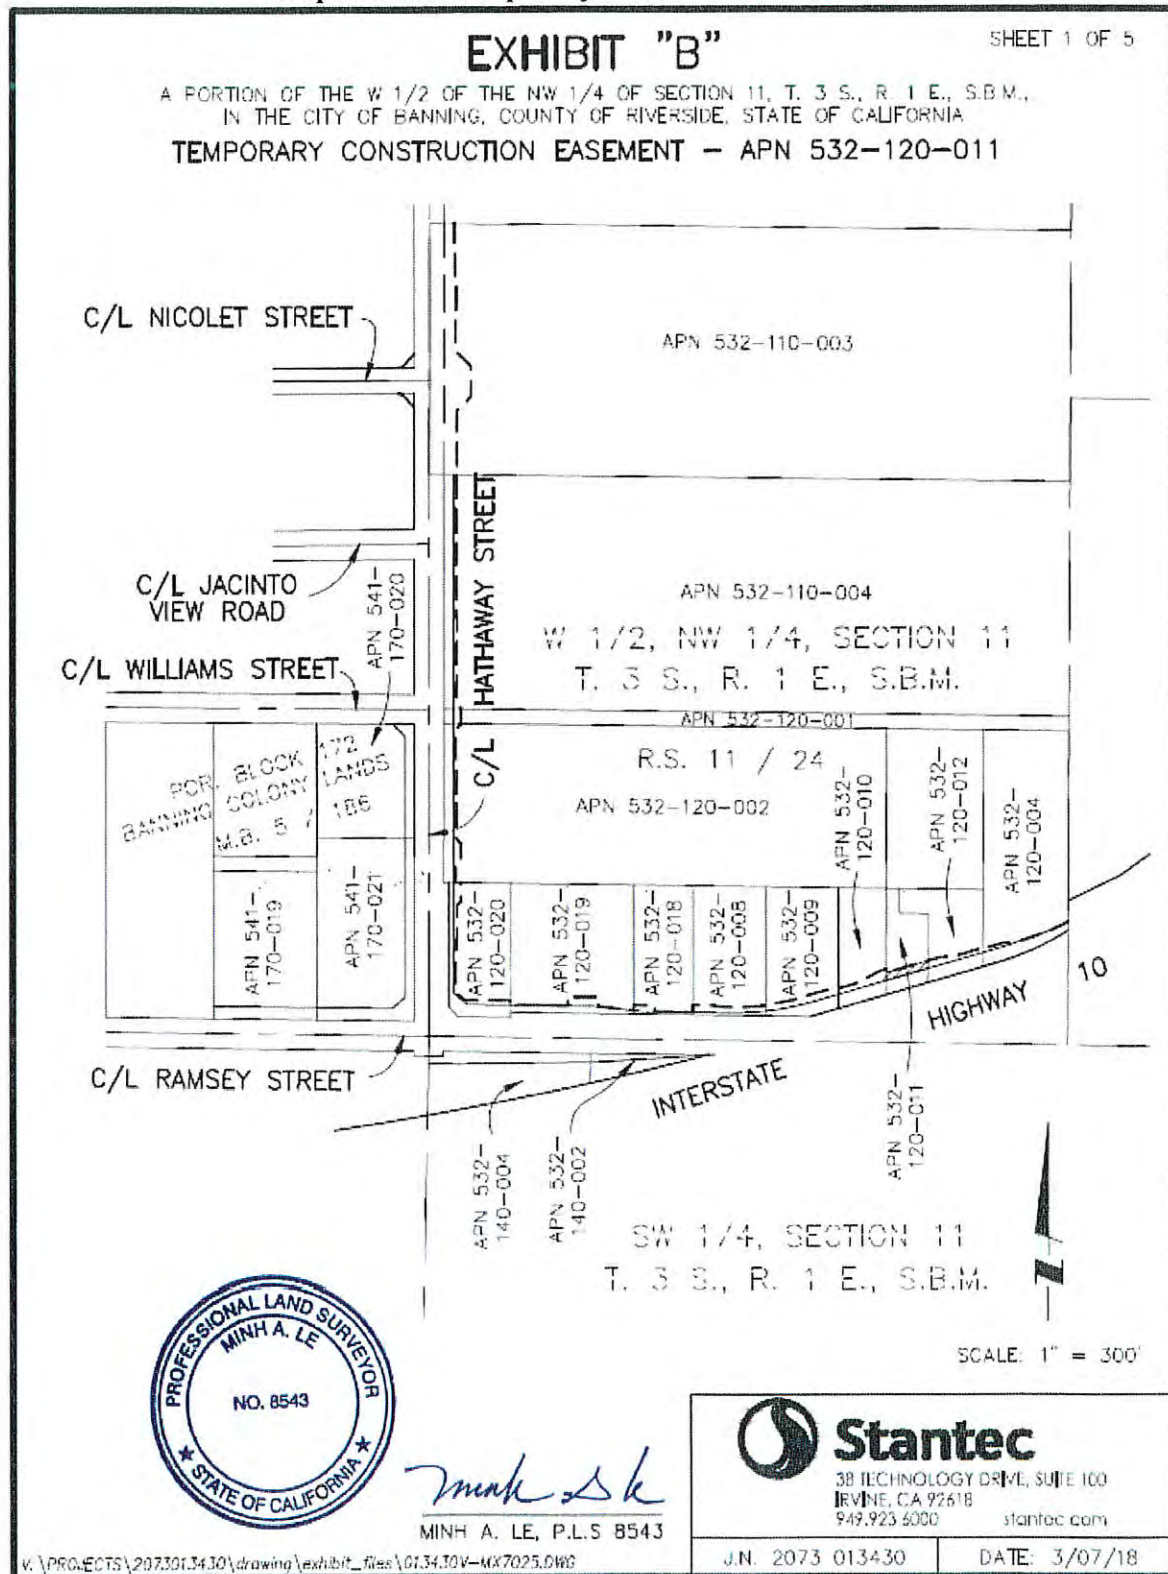 EXHIBIT "B"
SHEET 1 OF 5
A PORTION OF THE W 1/2 OF THE NW 1/4 OF SECTION 11, T. 3 S., R. 1 E., S.B.M.,
IN THE CITY OF BANNING, COUNTY OF RIVERSIDE, STATE OF CALIFORNIA
TEMPORARY CONSTRUCTION EASEMENT – APN 532–120–011
C/L NICOLET STREET
APN 532–110–003
C/L HATHAWAY STREET
C/L JACINTO
VIEW ROAD
APN 541–
170–020
APN 532–110–004
W 1/2, NW 1/4, SECTION 11
T. 3 S., R. 1 E., S.B.M.
C/L WILLIAMS STREET
APN 532–120–001
POR. BLOCK 172
BANNING COLONY LANDS
M.B. 5 / 186
R.S. 11 / 24
APN 532–120–002
APN 532–
120–010
APN 532–
120–012
APN 532–
120–004
APN 541–
170–019
APN 541–
170–021
APN 532–
120–020
APN 532–
120–019
APN 532–
120–018
APN 532–
120–008
APN 532–
120–009
INTERSTATE HIGHWAY 10
C/L RAMSEY STREET
APN 532–
140–004
APN 532–
140–002
APN 532–
120–011
SW 1/4, SECTION 11
T. 3 S., R. 1 E., S.B.M.
SCALE: 1" = 300'
PROFESSIONAL LAND SURVEYOR
MINH A. LE
NO. 8543
STATE OF CALIFORNIA
MINH A. LE, P.L.S 8543
Stantec
38 TECHNOLOGY DRIVE, SUITE 100
IRVINE, CA 92618
949.923.6000 stantec.com
V:\PROJECTS\2073013430\drawing\exhibit_files\013430V-MX7025.DWG
J.N. 2073 013430
DATE: 3/07/18